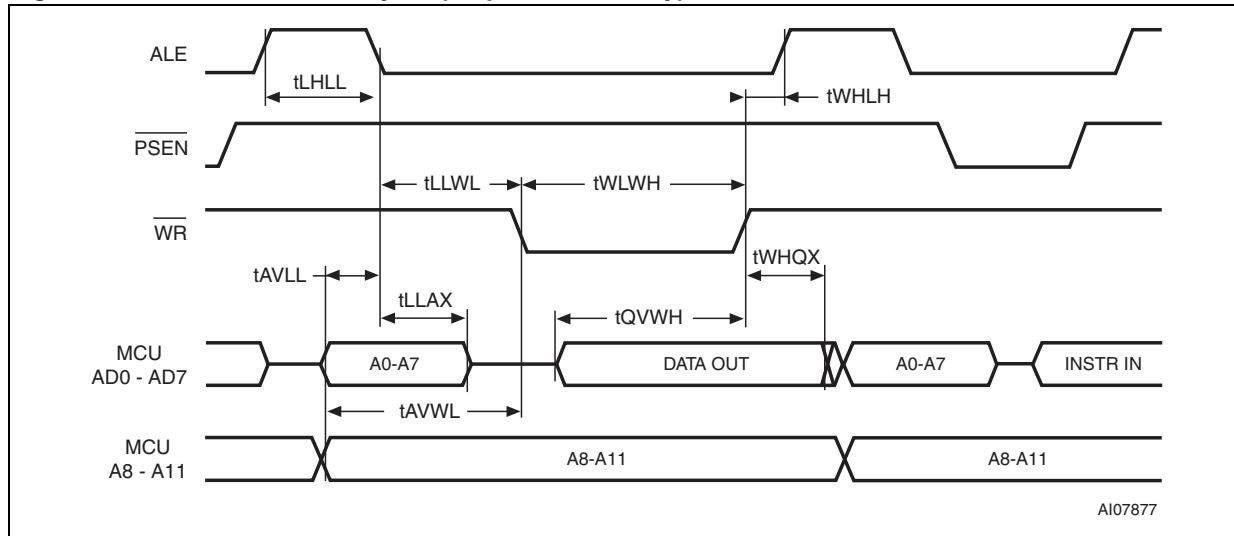 ALE
tLHLL
tWHLH
PSEN
tLLWL
tWLWH
WR
tAVLL
tWHQX
tLLAX
tQVWH
MCU
AD0 - AD7
A0-A7
DATA OUT
A0-A7
INSTR IN
tAVWL
MCU
A8 - A11
A8-A11
A8-A11
AI07877